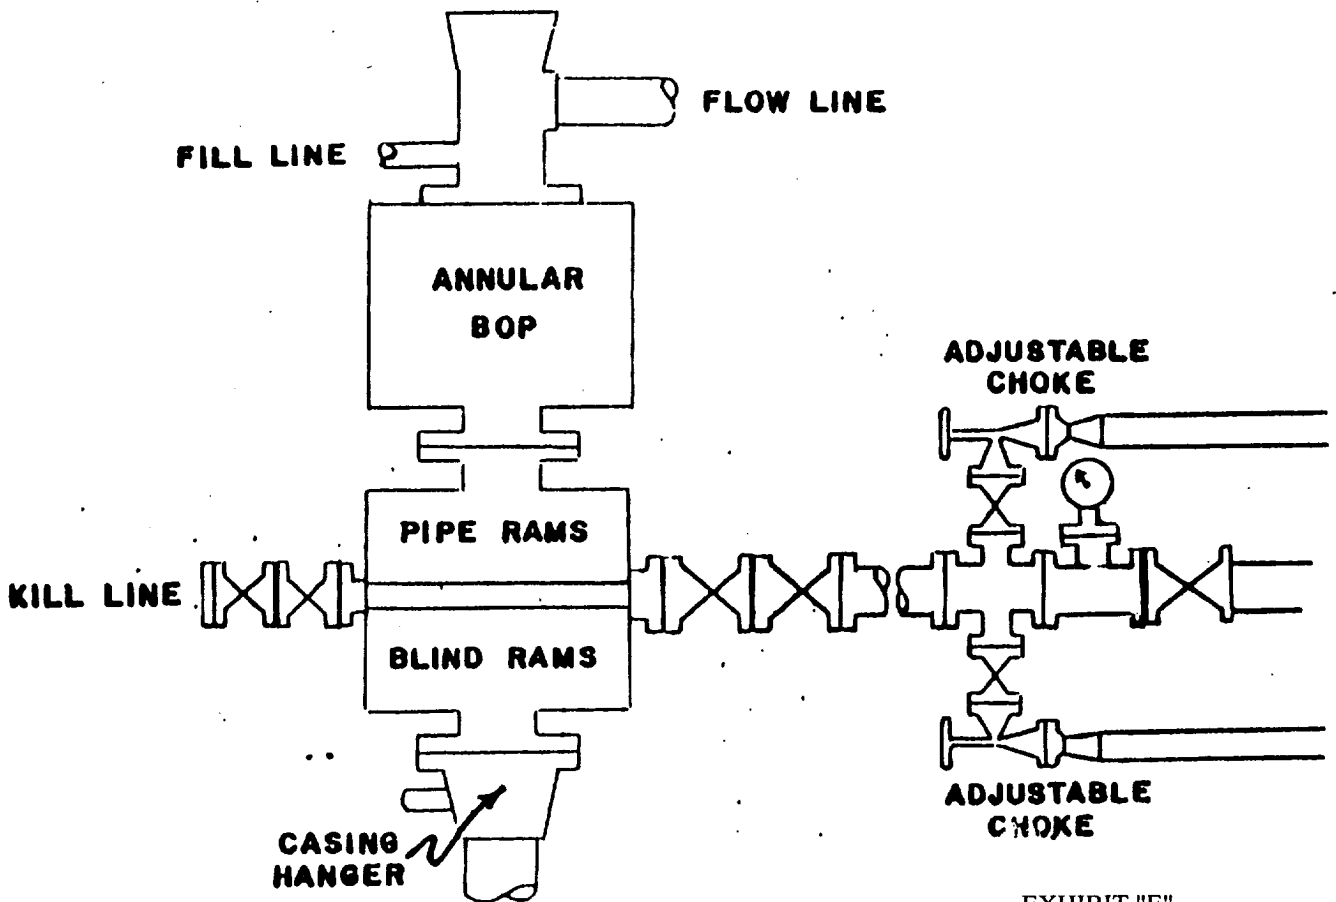 FLOW LINE
FILL LINE
ANNULAR
BOP
ADJUSTABLE
CHOKE
PIPE RAMS
KILL LINE
BLIND RAMS
ADJUSTABLE
CHOKE
CASING
HANGER